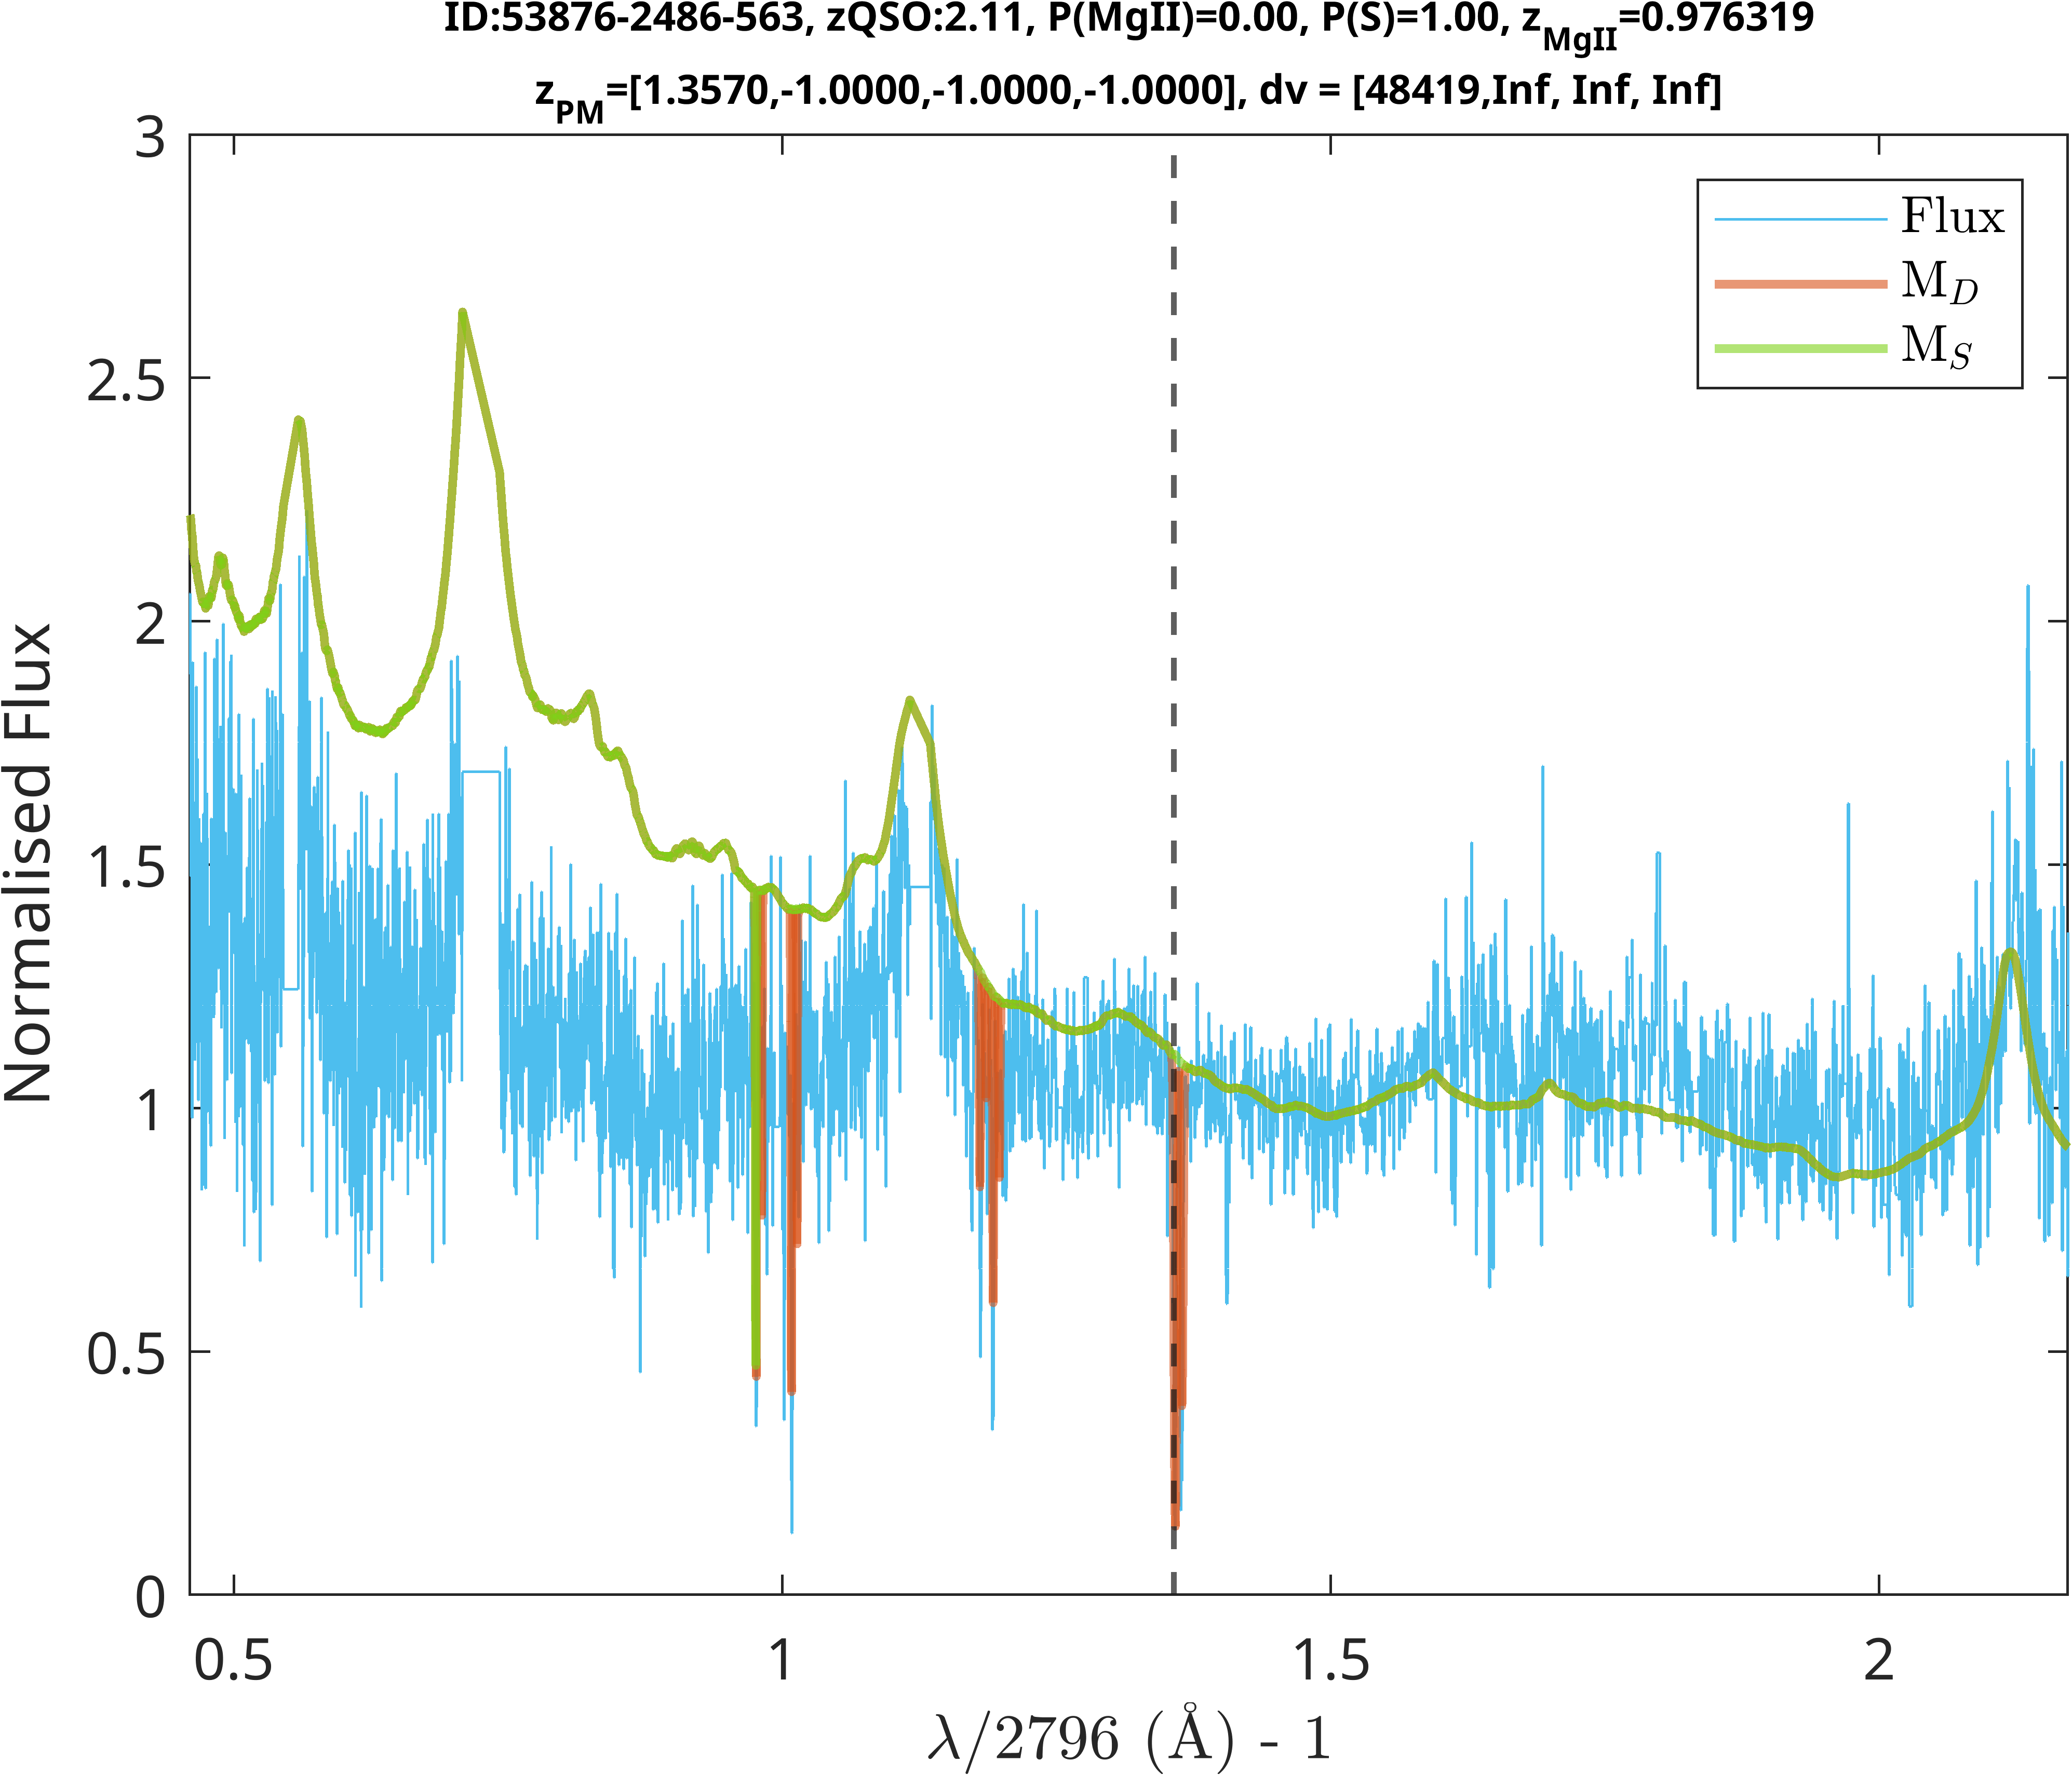 ID:53876-2486-563, zQSO:2.11, P(MgII)=0.00, P(S)=1.00, zMgII=0.976319
zPM=[1.3570,-1.0000,-1.0000,-1.0000], dv = [48419,Inf, Inf, Inf]
3
2.5
2
1.5
1
0.5
0
Normalised Flux
Flux
MD
MS
0.5
1
1.5
2
λ/2796 (Å) - 1